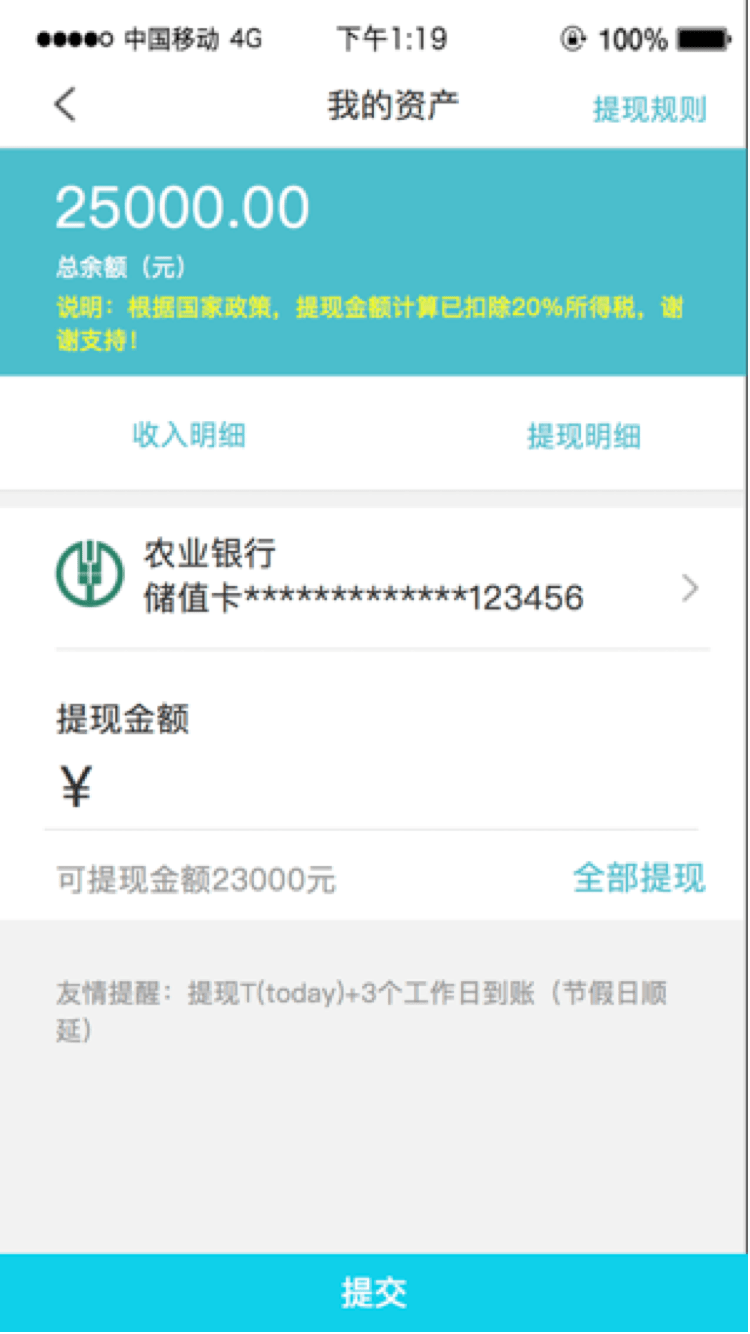 中国移动 4G 下午1:19 100%
我的资产 提现规则
25000.00
总余额（元）
说明：根据国家政策，提现金额计算已扣除20%所得税，谢
谢支持！
收入明细 提现明细
农业银行
储值卡*************123456
提现金额
¥
可提现金额23000元 全部提现
友情提醒：提现T(today)+3个工作日到账（节假日顺
延）
提交